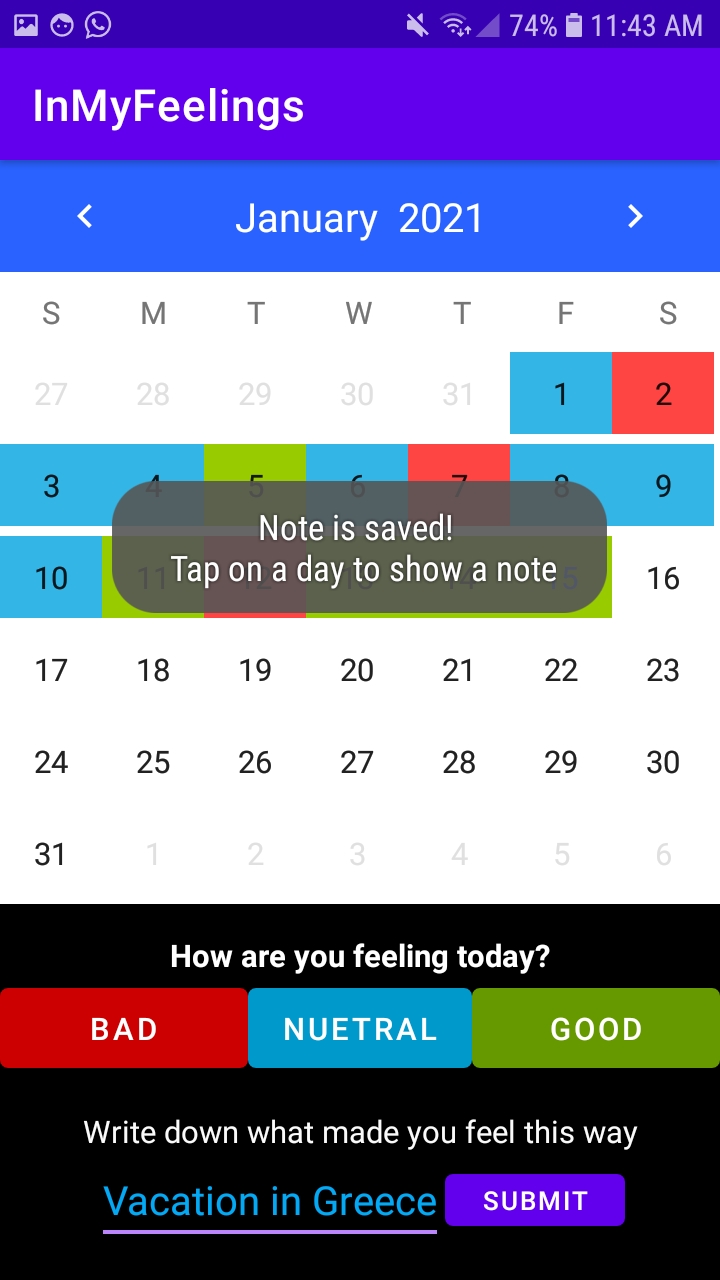 74% 11:43 AM
InMyFeelings
January 2021
S M T W T F S
27 28 29 30 31 1 2
3 4 5 6 7 8 9
Note is saved!
Tap on a day to show a note
10 11 12 13 14 15 16
17 18 19 20 21 22 23
24 25 26 27 28 29 30
31 1 2 3 4 5 6
How are you feeling today?
BAD NUETRAL GOOD
Write down what made you feel this way
Vacation in Greece SUBMIT